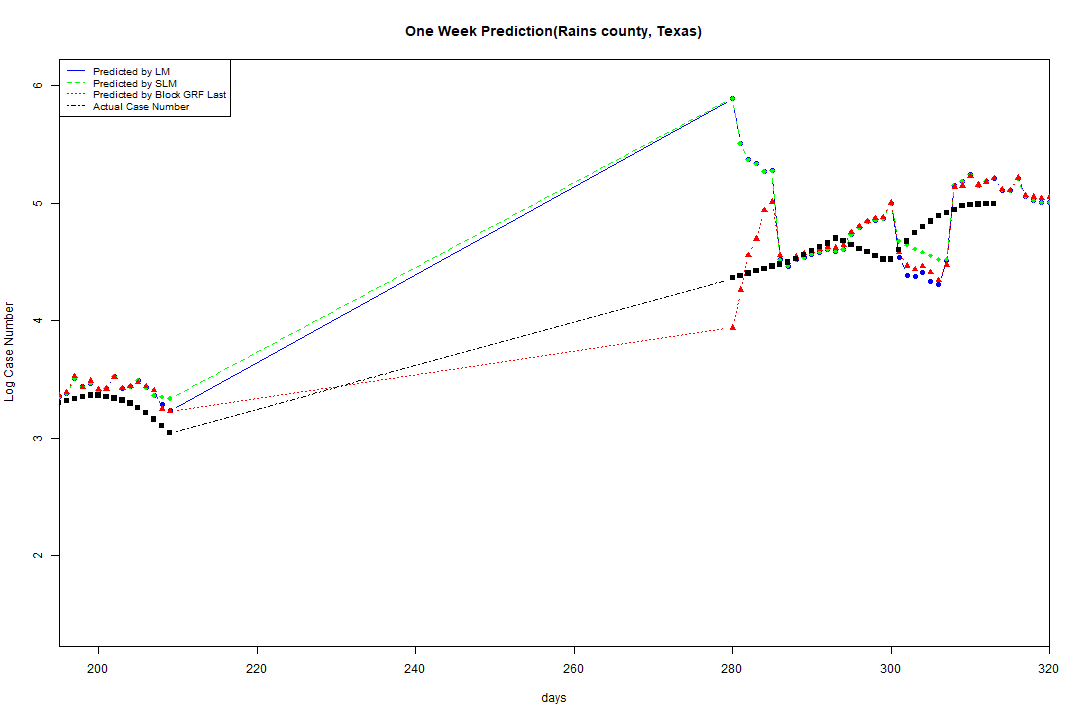 One Week Prediction(Rains county, Texas)
Predicted by LM
Predicted by SLM
Predicted by Block GRF Last
Actual Case Number
6
5
4
3
2
Log Case Number
200 220 240 260 280 300 320
days